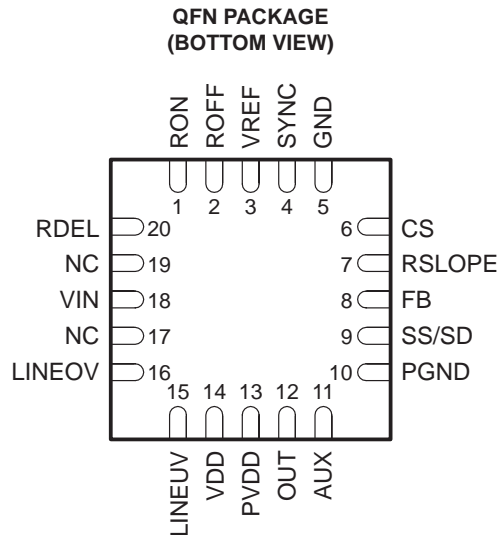 QFN PACKAGE
(BOTTOM VIEW)
RON ROFF VREF SYNC GND
1 2 3 4 5
RDEL 20 6 CS
NC 19 7 RSLOPE
VIN 18 8 FB
NC 17 9 SS/SD
LINEOV 16 10 PGND
15 14 13 12 11
LINEUV VDD PVDD OUT AUX